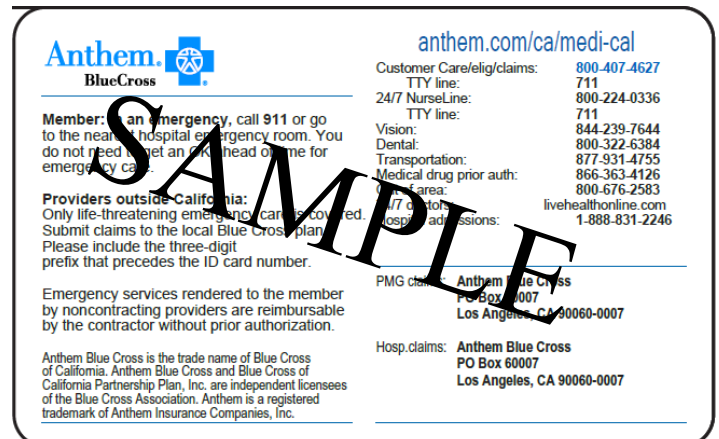 Anthem.
BlueCross
Member: In an emergency, call 911 or go
to the nearest hospital emergency room. You
do not need to get an OK ahead of time for
emergency care.
Providers outside California:
Only life-threatening emergency care is covered.
Submit claims to the local Blue Cross plan.
Please include the three-digit
prefix that precedes the ID card number.
Emergency services rendered to the member
by noncontracting providers are reimbursable
by the contractor without prior authorization.
Anthem Blue Cross is the trade name of Blue Cross
of California. Anthem Blue Cross and Blue Cross of
California Partnership Plan, Inc. are independent licensees
of the Blue Cross Association. Anthem is a registered
trademark of Anthem Insurance Companies, Inc.
anthem.com/ca/medi-cal
Customer Care/elig/claims: 800-407-4627
TTY line: 711
24/7 NurseLine: 800-224-0336
TTY line: 711
Vision: 844-239-7644
Dental: 800-322-6384
Transportation: 877-931-4755
Medical drug prior auth: 866-363-4126
Out of area: 800-676-2583
24/7 doctors: livehealthonline.com
Hospital admissions: 1-888-831-2246
PMG claims: Anthem Blue Cross
PO Box 60007
Los Angeles, CA 90060-0007
Hosp.claims: Anthem Blue Cross
PO Box 60007
Los Angeles, CA 90060-0007
SAMPLE